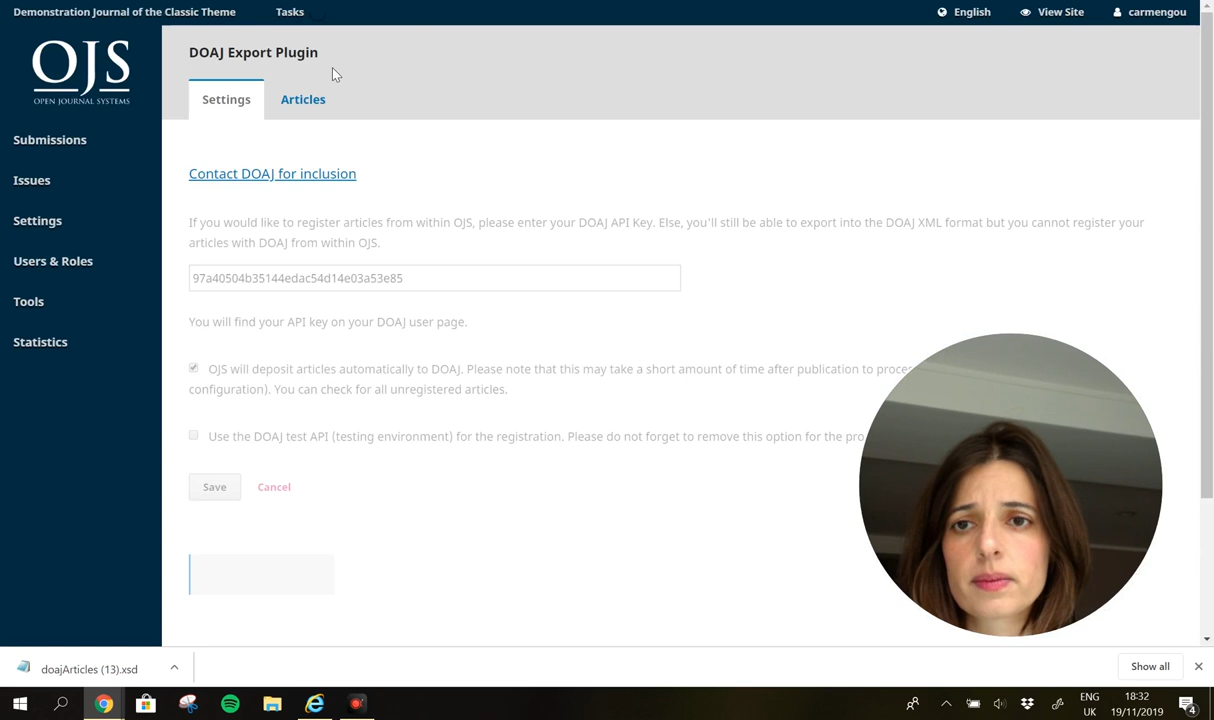 Demonstration Journal of the Classic Theme Tasks English View Site carmengou
OJS
OPEN JOURNAL SYSTEMS
DOAJ Export Plugin
Settings Articles
Submissions
Issues
Settings
Users & Roles
Tools
Statistics
Contact DOAJ for inclusion
If you would like to register articles from within OJS, please enter your DOAJ API Key. Else, you'll still be able to export into the DOAJ XML format but you cannot register your
articles with DOAJ from within OJS.
97a40504b35144edac54d14e03a53e85
You will find your API key on your DOAJ user page.
OJS will deposit articles automatically to DOAJ. Please note that this may take a short amount of time after publication to proce
configuration). You can check for all unregistered articles.
Use the DOAJ test API (testing environment) for the registration. Please do not forget to remove this option for the pro
Save Cancel
doajArticles (13).xsd
Show all
ENG
UK
18:32
19/11/2019
4